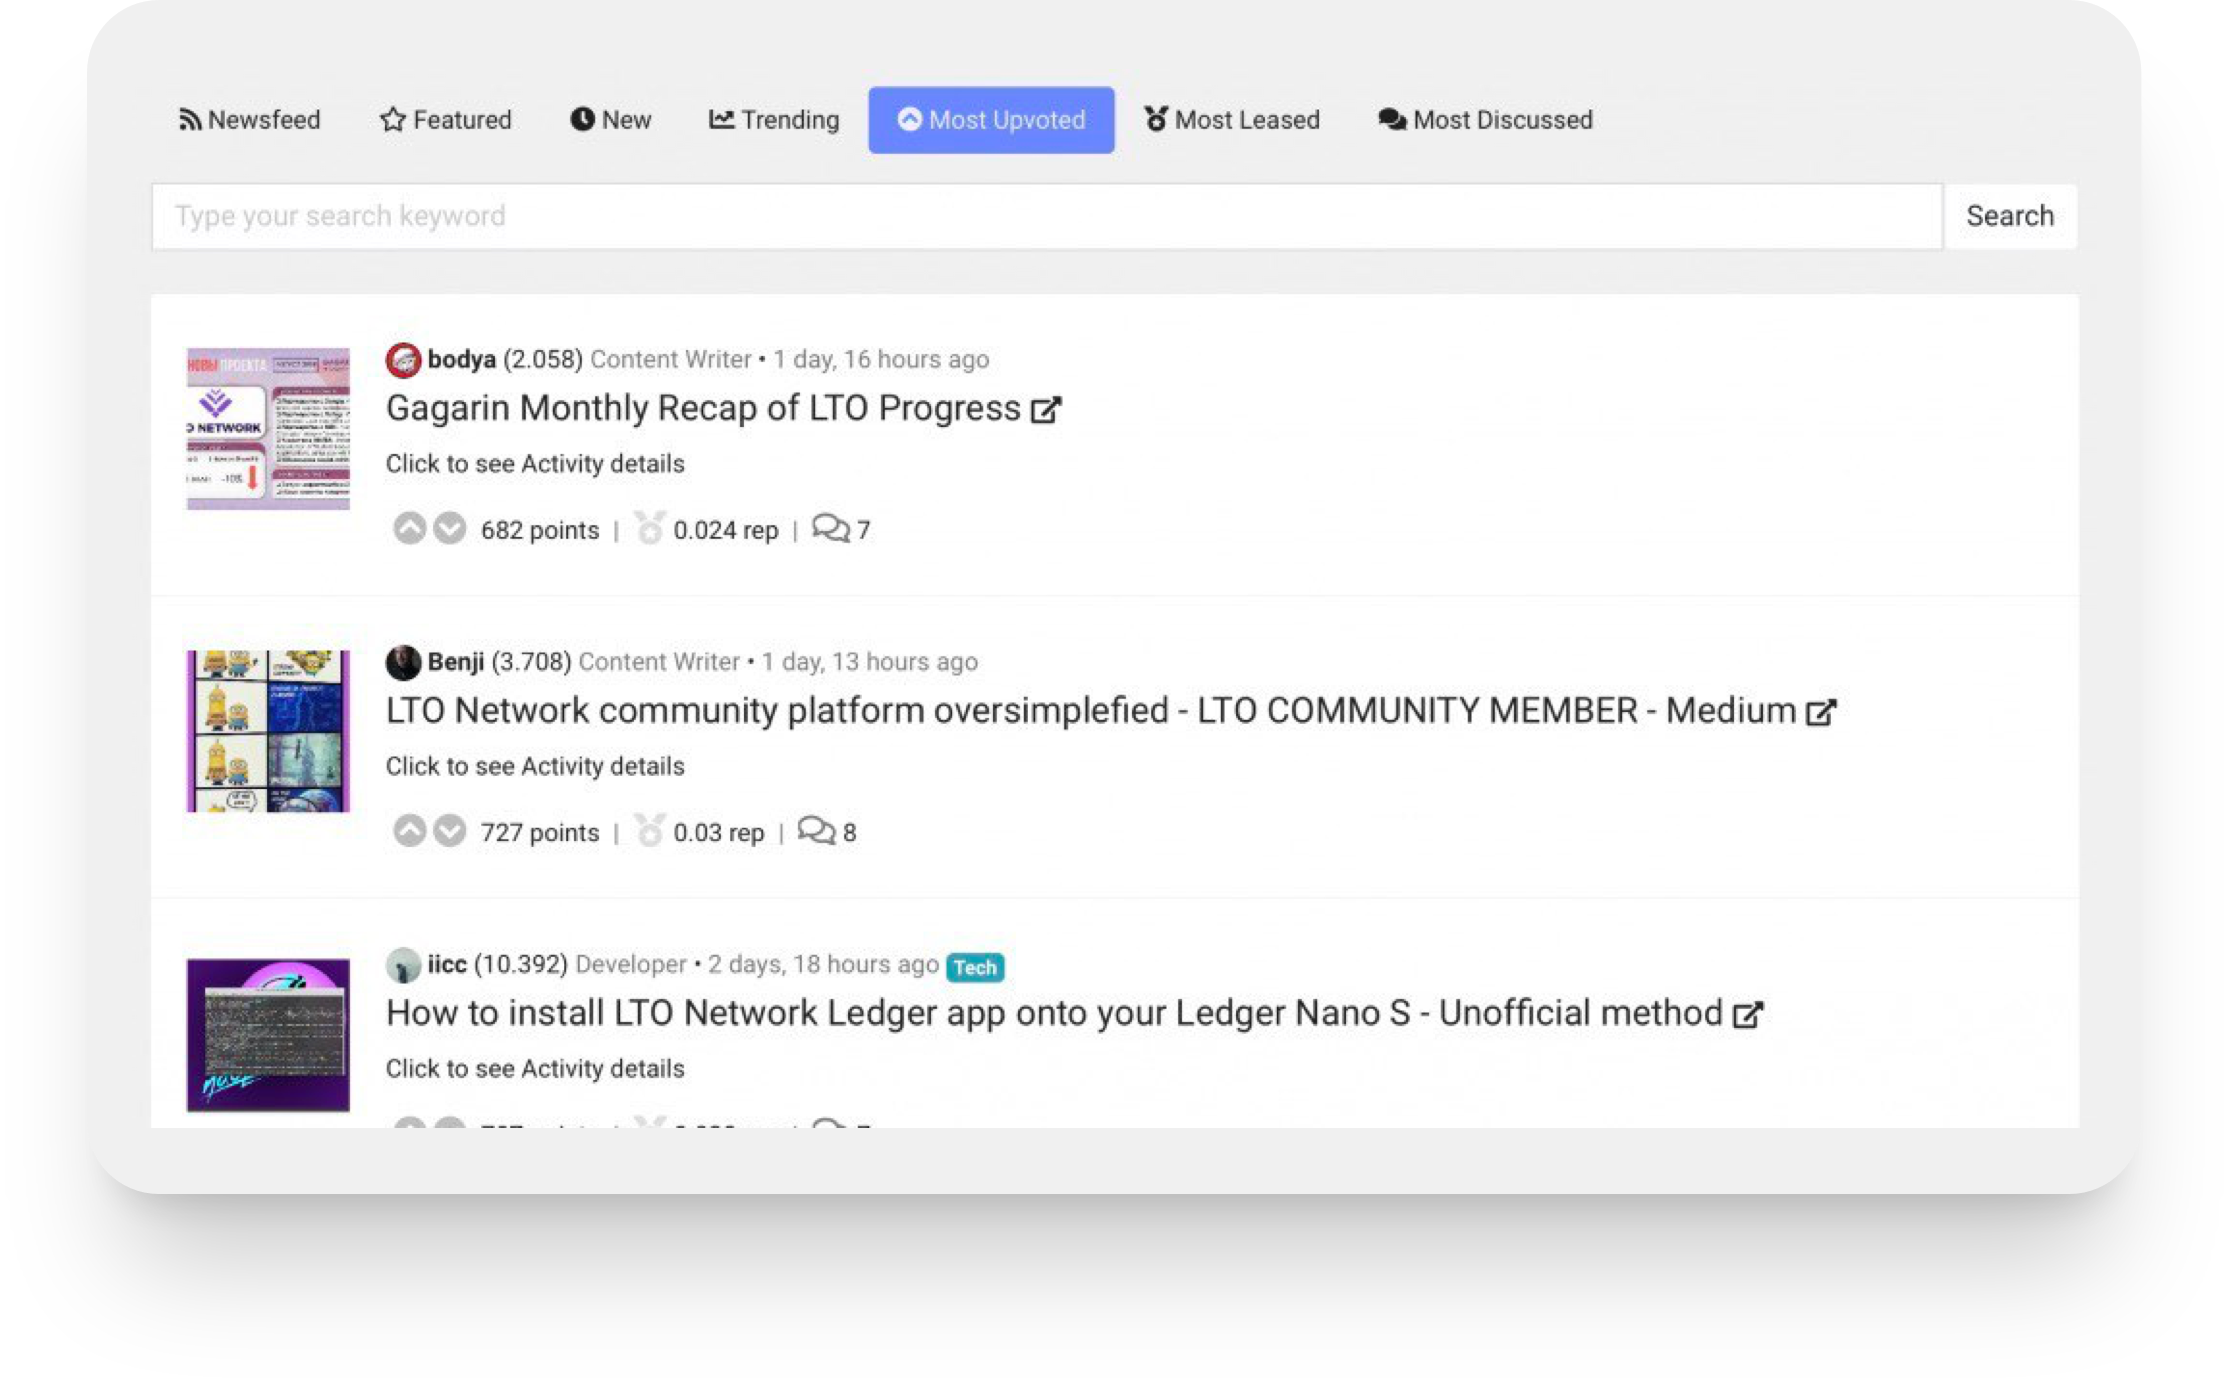 Newsfeed Featured New Trending Most Upvoted Most Leased Most Discussed
Type your search keyword Search
НОВЫ ПРОЕКТА
O NETWORK
-10%
bodya (2.058) Content Writer • 1 day, 16 hours ago
Gagarin Monthly Recap of LTO Progress
Click to see Activity details
682 points | 0.024 rep | 7
Benji (3.708) Content Writer • 1 day, 13 hours ago
LTO Network community platform oversimplefied - LTO COMMUNITY MEMBER - Medium
Click to see Activity details
727 points | 0.03 rep | 8
iicc (10.392) Developer • 2 days, 18 hours ago Tech
How to install LTO Network Ledger app onto your Ledger Nano S - Unofficial method
Click to see Activity details